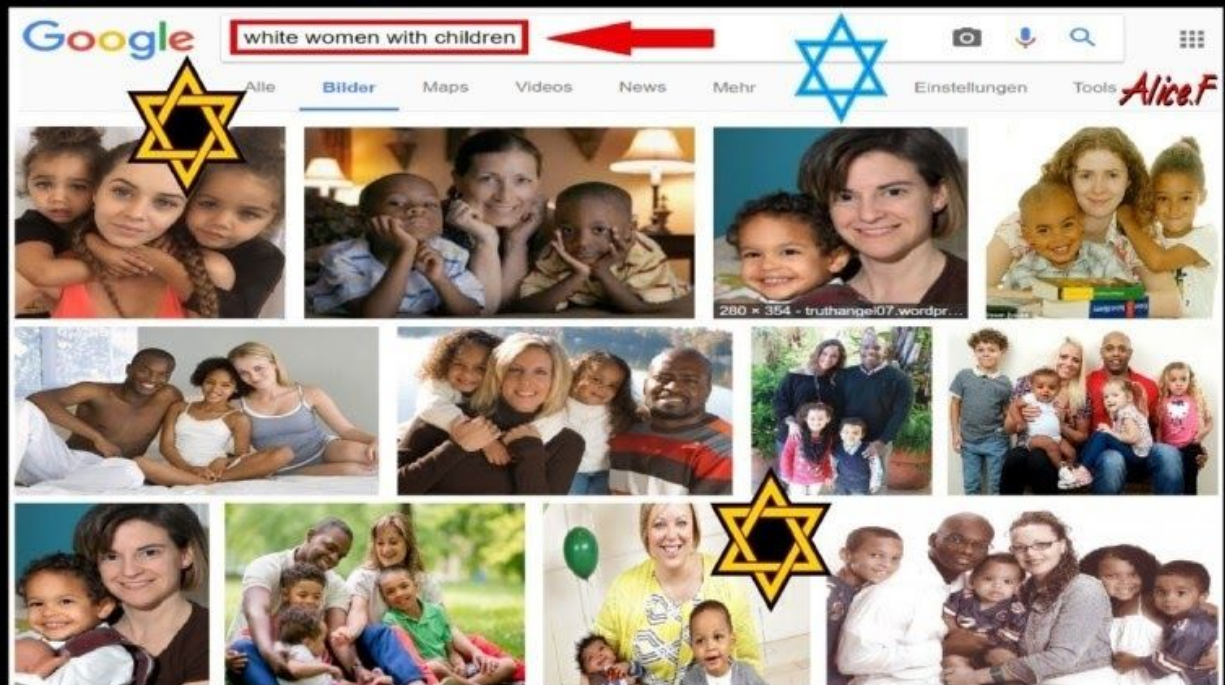 Google
white women with children
Alle Bilder Maps Videos News Mehr Einstellungen Tools
Alice.F
280 × 354 - truthangel07.wordpr...